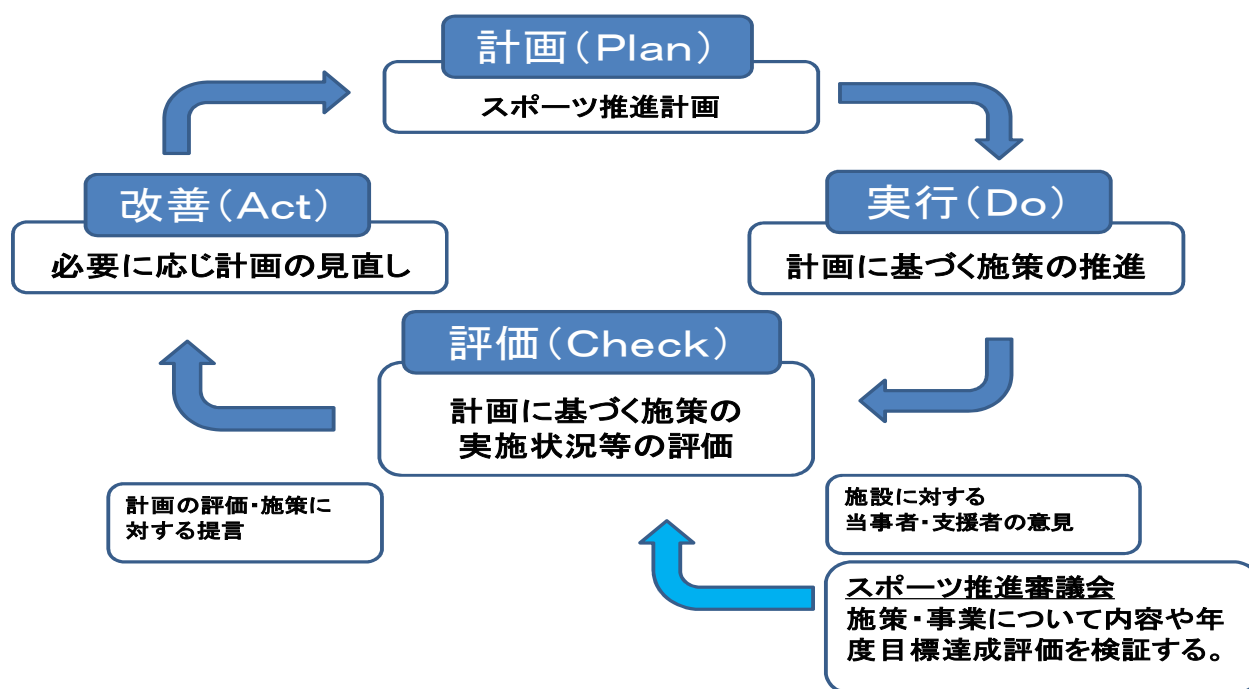 計画（Plan）
スポーツ推進計画
改善（Act）
必要に応じ計画の見直し
実行（Do）
計画に基づく施策の推進
評価（Check）
計画に基づく施策の
実施状況等の評価
計画の評価・施策に
対する提言
施設に対する
当事者・支援者の意見
スポーツ推進審議会
施策・事業について内容や年
度目標達成評価を検証する。